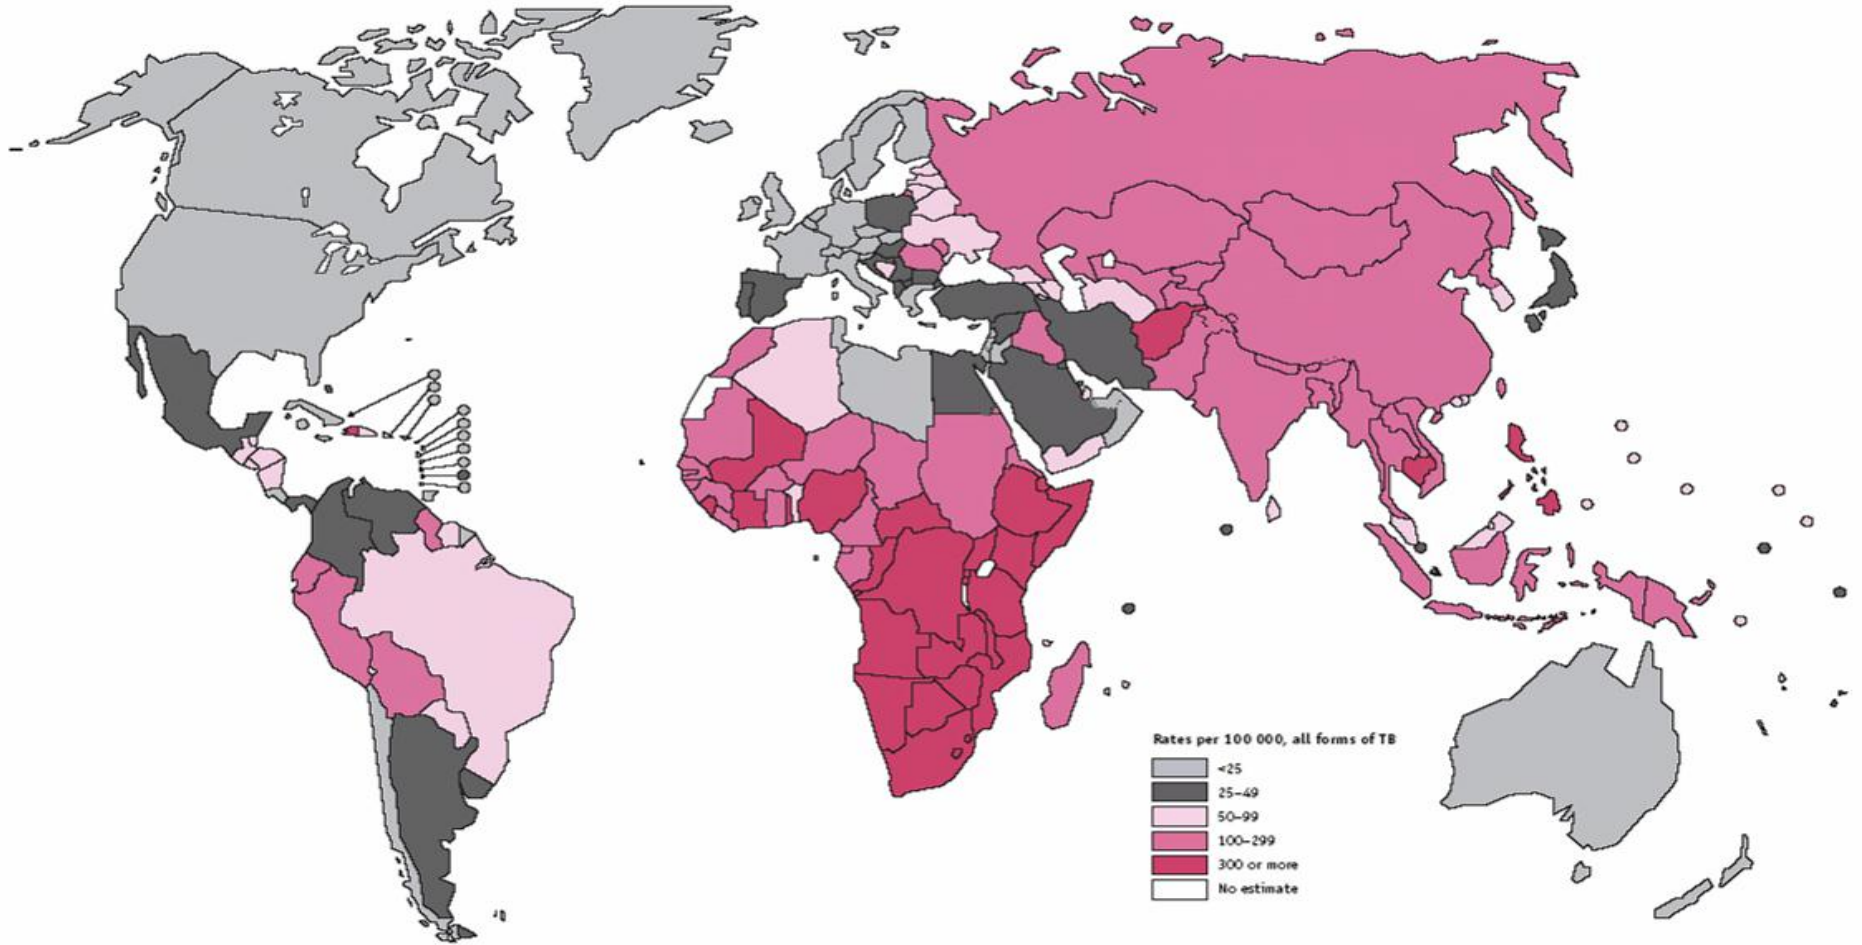 Rates per 100 000, all forms of TB
<25
25–49
50–99
100–299
300 or more
No estimate